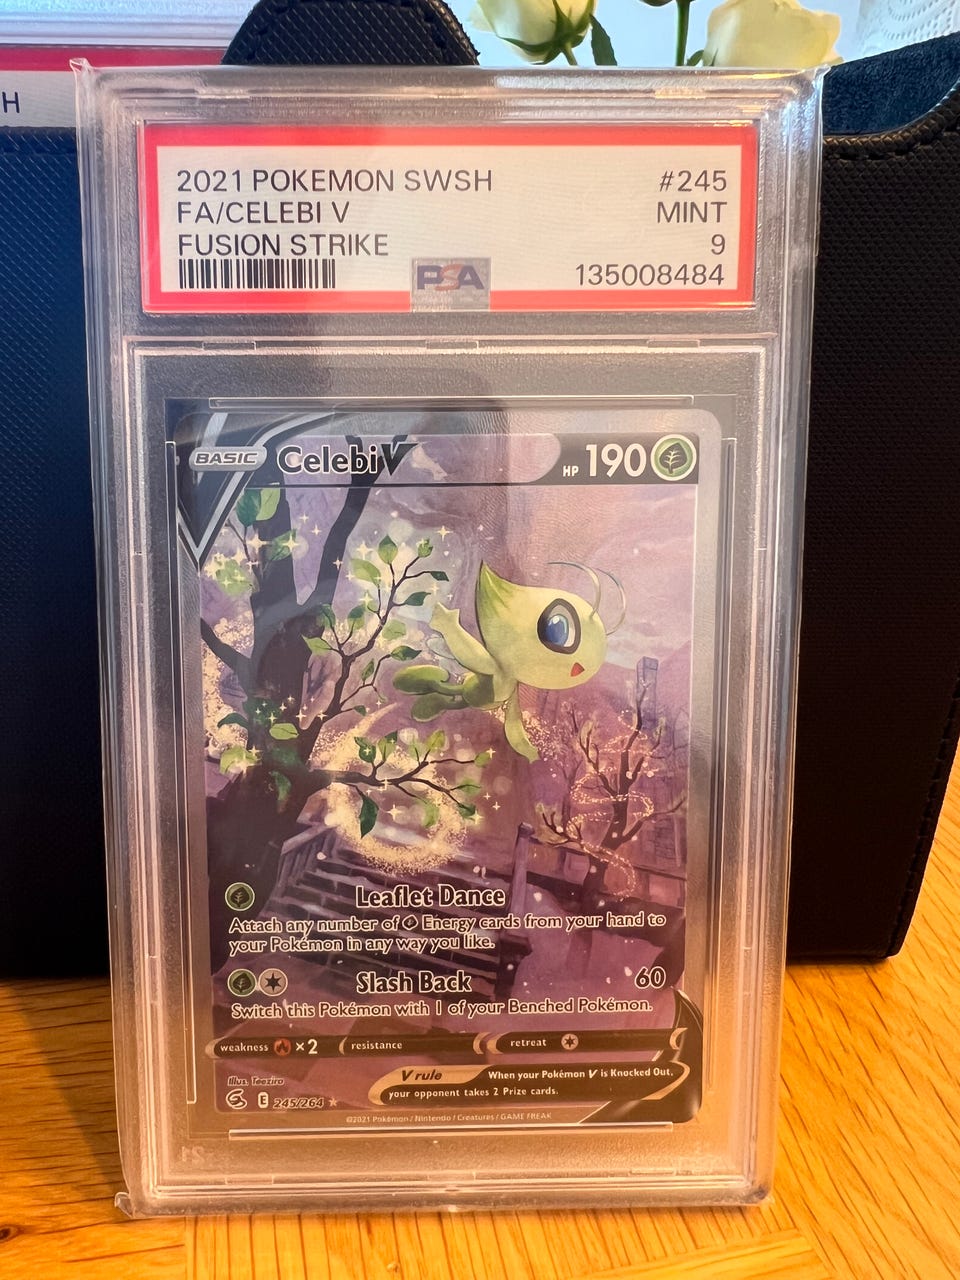 H
2021 POKEMON SWSH #245
FA/CELEBI V MINT
FUSION STRIKE 9
PSA 135008484
BASIC Celebi V HP 190
Leaflet Dance
Attach any number of Energy cards from your hand to
your Pokémon in any way you like.
Slash Back 60
Switch this Pokémon with 1 of your Benched Pokémon.
weakness ×2 resistance retreat
V rule When your Pokémon V is Knocked Out,
your opponent takes 2 Prize cards.
Illus. Teeziro
E 245/264 ★
©2021 Pokémon / Nintendo / Creatures / GAME FREAK